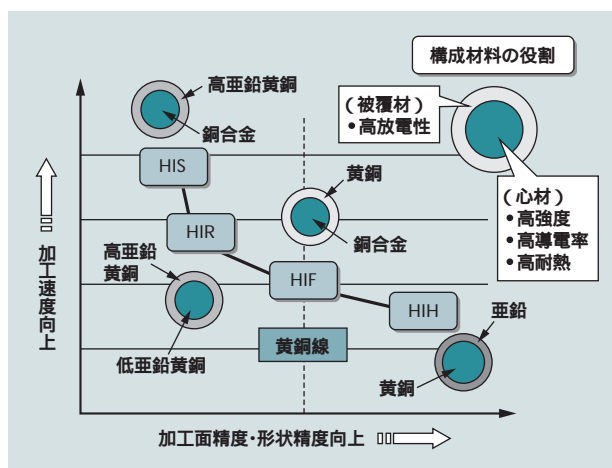 構成材料の役割
高亜鉛黄銅
(被覆材)
•高放電性
銅合金
HIS
黄銅
(心材)
•高強度
•高導電率
•高耐熱
HIR
銅合金
高亜鉛
黄銅
HIF
HIH
亜鉛
黄銅線
低亜鉛黄銅
黄銅
加工速度向上
加工面精度・形状精度向上